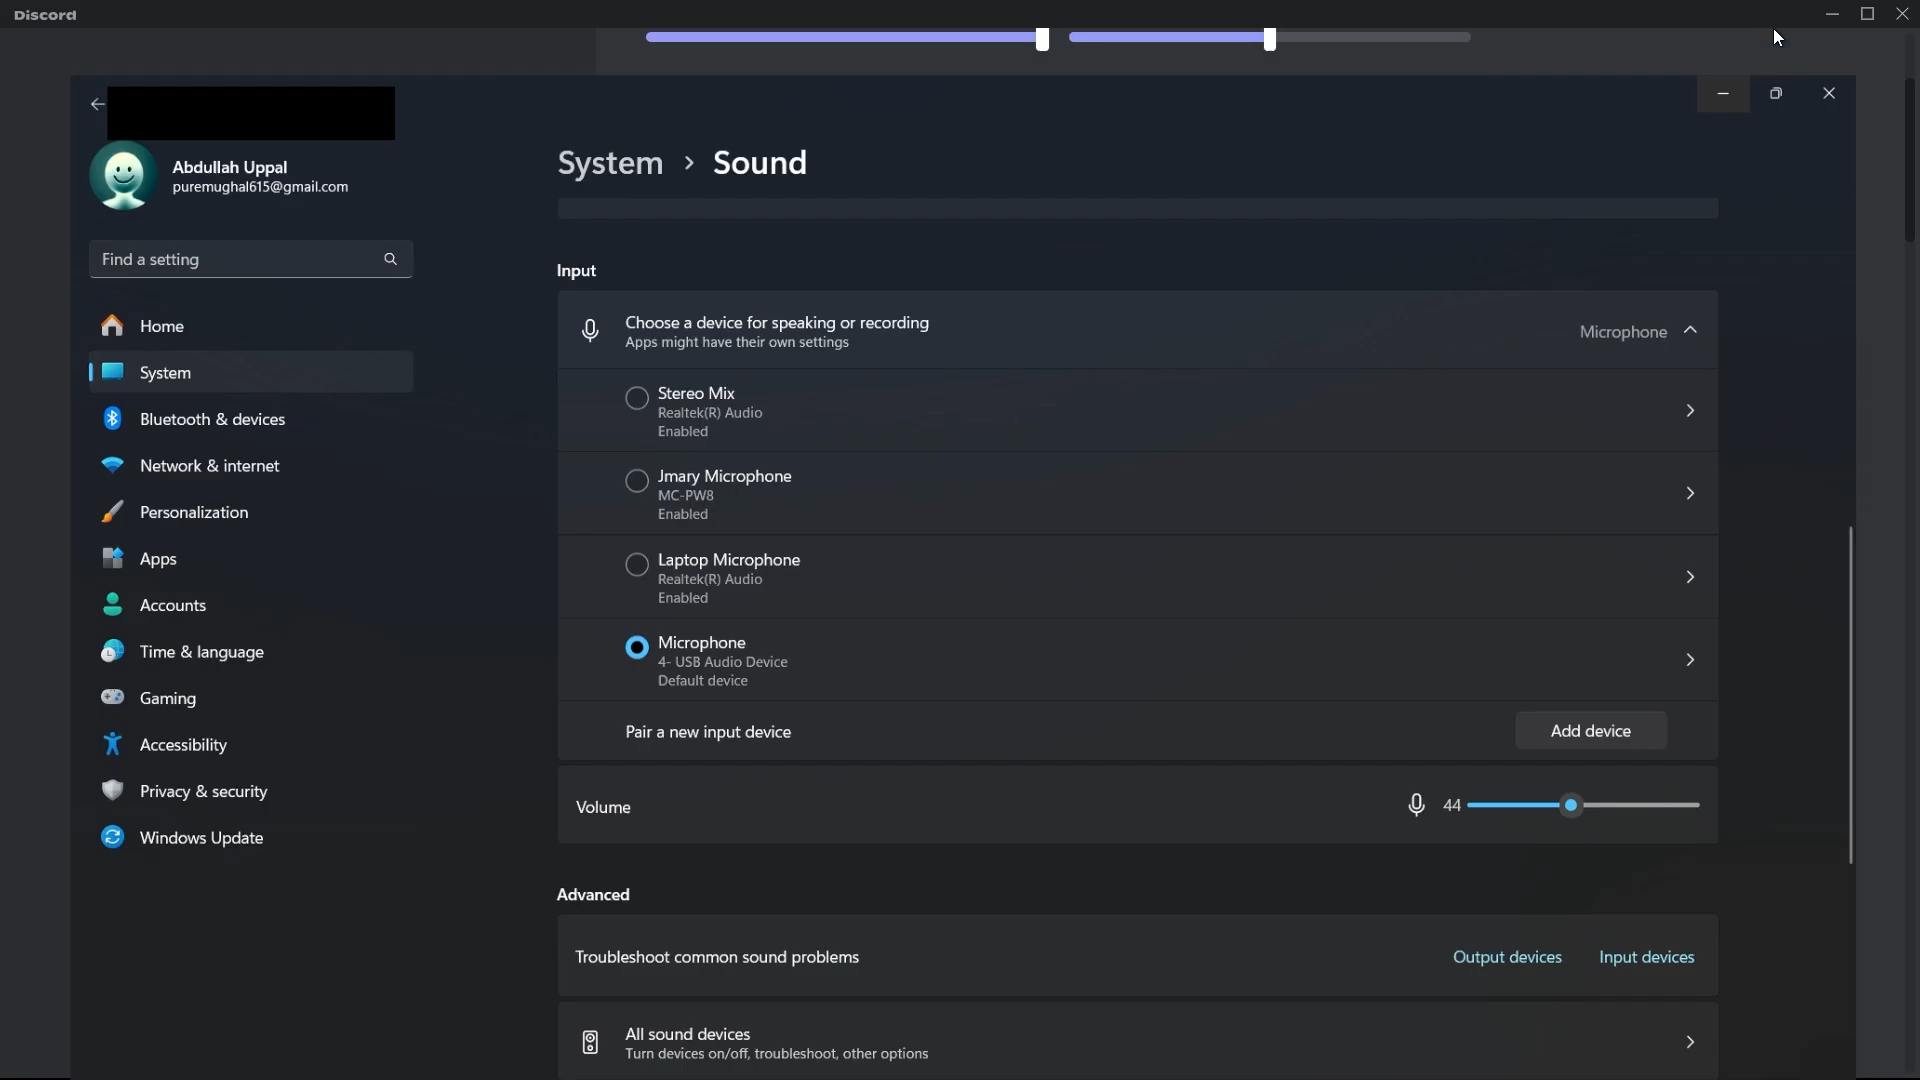 Discord
Abdullah Uppal
puremughal615@gmail.com
Find a setting
Home
System
Bluetooth & devices
Network & internet
Personalization
Apps
Accounts
Time & language
Gaming
Accessibility
Privacy & security
Windows Update
System > Sound
Input
Choose a device for speaking or recording
Apps might have their own settings
Microphone
Stereo Mix
Realtek(R) Audio
Enabled
Jmary Microphone
MC-PW8
Enabled
Laptop Microphone
Realtek(R) Audio
Enabled
Microphone
4- USB Audio Device
Default device
Pair a new input device
Add device
Volume
44
Advanced
Troubleshoot common sound problems
Output devices
Input devices
All sound devices
Turn devices on/off, troubleshoot, other options